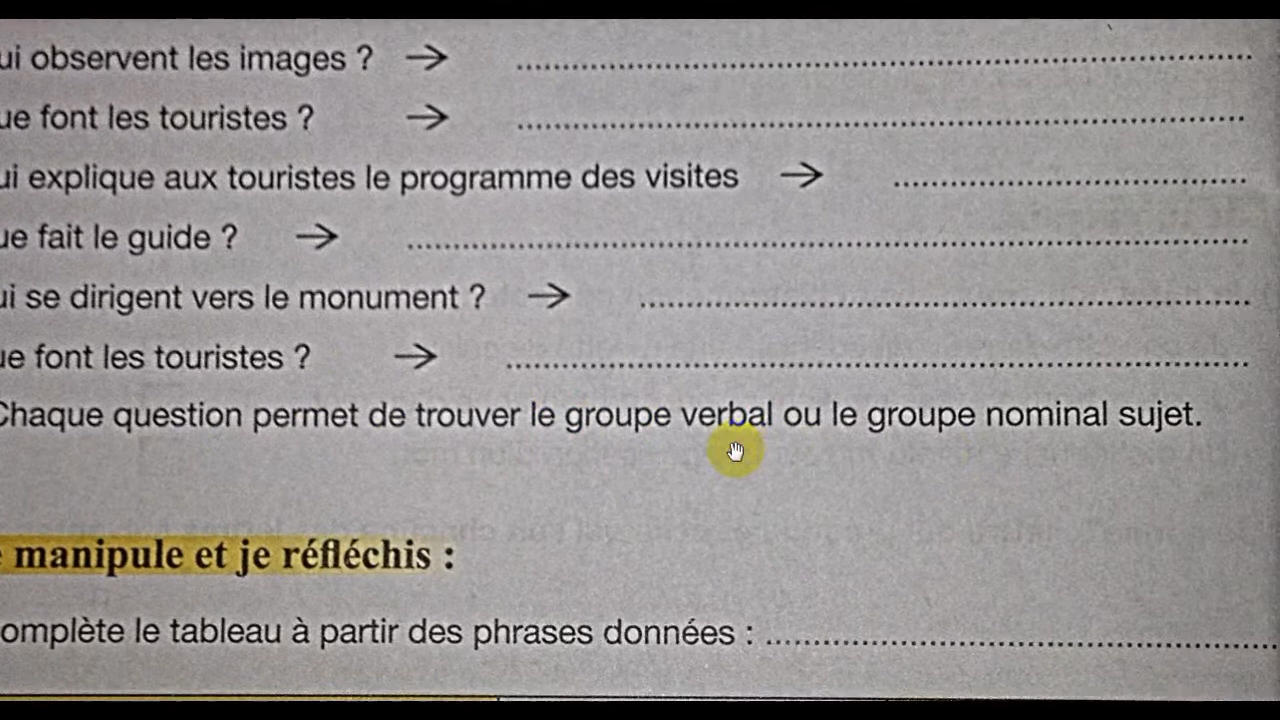 ui observent les images ? → ..........
ue font les touristes ? → ..........
ui explique aux touristes le programme des visites → ..........
ue fait le guide ? → ..........
ui se dirigent vers le monument ? → ..........
ue font les touristes ? → ..........
Chaque question permet de trouver le groupe verbal ou le groupe nominal sujet.
manipule et je réfléchis :
omplète le tableau à partir des phrases données : ..........